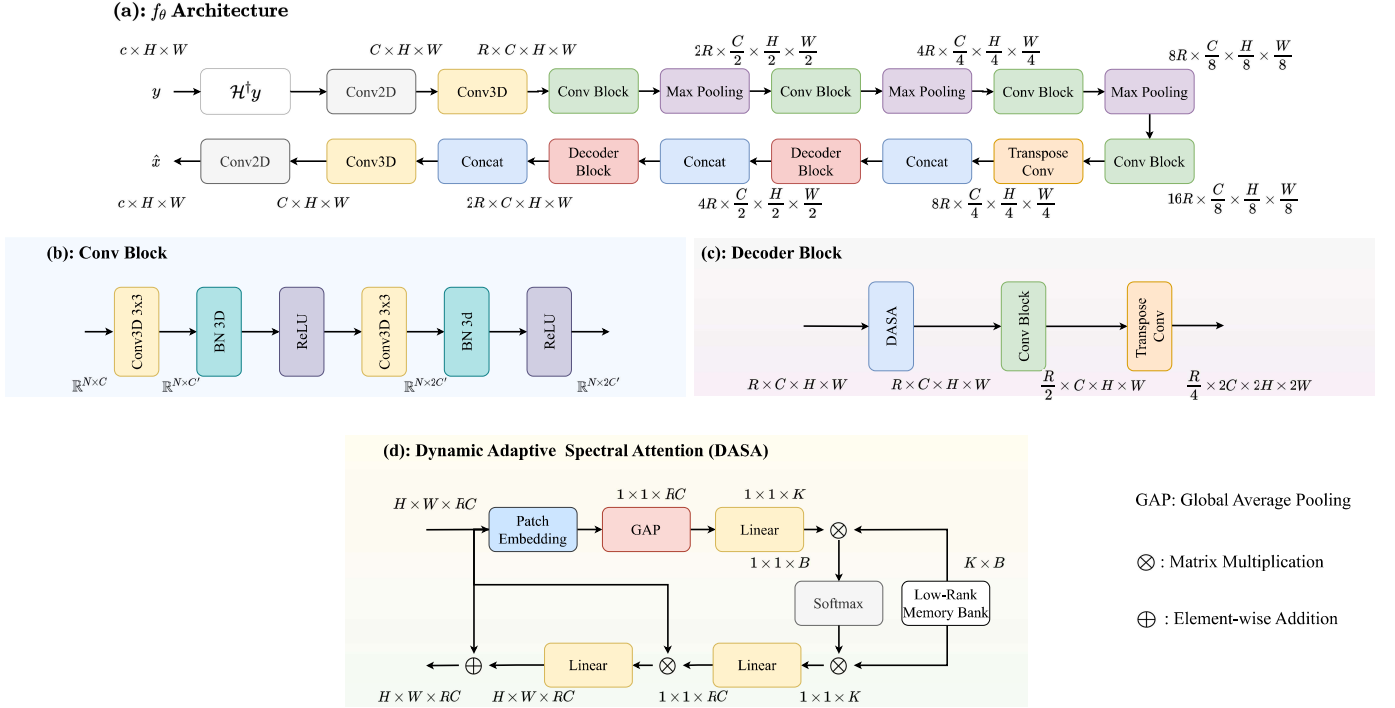 (a): f_θ Architecture
c × H × W
C × H × W
R × C × H × W
2R × C/2 × H/2 × W/2
4R × C/4 × H/4 × W/4
8R × C/8 × H/8 × W/8
y
𝓗†y
Conv2D
Conv3D
Conv Block
Max Pooling
Conv Block
Max Pooling
Conv Block
Max Pooling
x̂
Conv2D
Conv3D
Concat
Decoder
Block
Concat
Decoder
Block
Concat
Transpose
Conv
Conv Block
c × H × W
C × H × W
2R × C × H × W
4R × C/2 × H/2 × W/2
8R × C/4 × H/4 × W/4
16R × C/8 × H/8 × W/8
(b): Conv Block
Conv3D 3x3
BN 3D
ReLU
Conv3D 3x3
BN 3d
ReLU
ℝ^{N×C}
ℝ^{N×C′}
ℝ^{N×2C′}
ℝ^{N×2C′}
(c): Decoder Block
DASA
Conv Block
Transpose
Conv
R × C × H × W
R × C × H × W
R/2 × C × H × W
R/4 × 2C × 2H × 2W
(d): Dynamic Adaptive Spectral Attention (DASA)
H × W × RC
1 × 1 × RC
1 × 1 × K
Patch
Embedding
GAP
Linear
⊗
1 × 1 × B
K × B
Softmax
Low-Rank
Memory Bank
⊕
Linear
⊗
Linear
⊗
H × W × RC
H × W × RC
1 × 1 × RC
1 × 1 × K
GAP: Global Average Pooling
⊗ : Matrix Multiplication
⊕ : Element-wise Addition